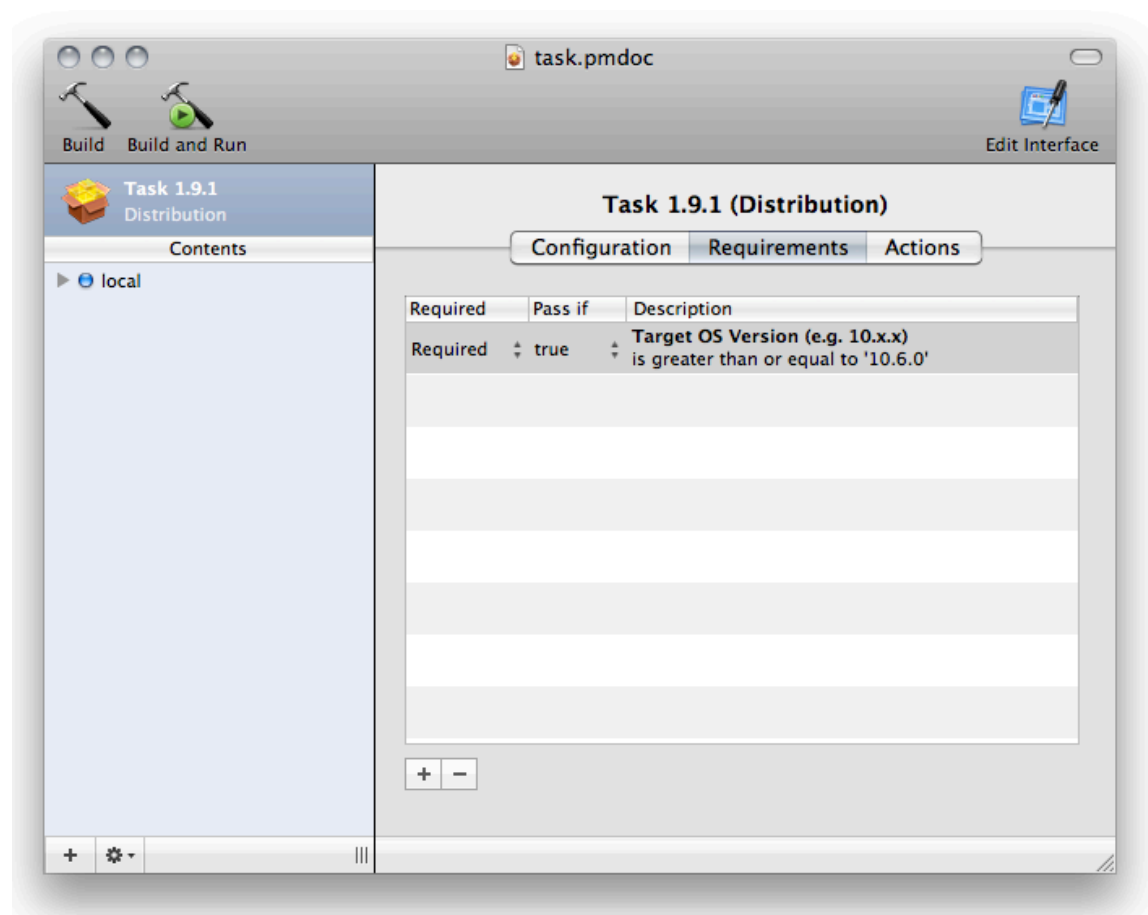 task.pmdoc
Build
Build and Run
Edit Interface
Task 1.9.1
Distribution
Contents
local
Task 1.9.1 (Distribution)
Configuration
Requirements
Actions
Required
Pass if
Description
Required
true
Target OS Version (e.g. 10.x.x)
is greater than or equal to '10.6.0'